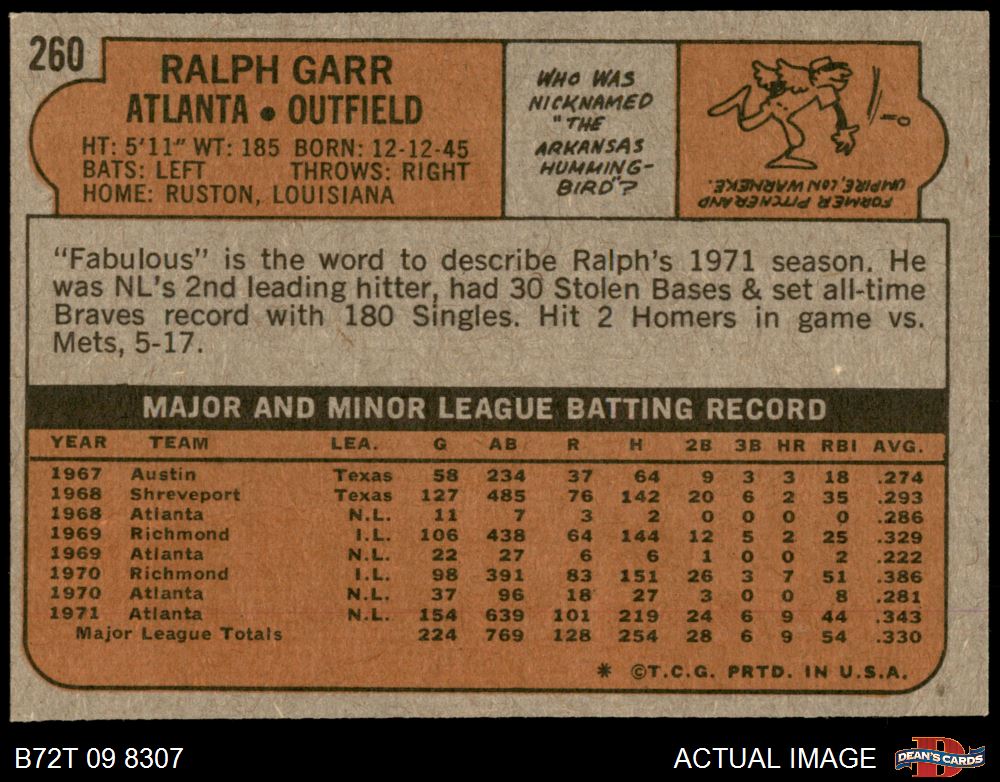 260
RALPH GARR
ATLANTA • OUTFIELD
HT: 5'11" WT: 185 BORN: 12-12-45
BATS: LEFT THROWS: RIGHT
HOME: RUSTON, LOUISIANA
WHO WAS
NICKNAMED
"THE
ARKANSAS
HUMMING-
BIRD"?
FORMER PITCHER AND
UMPIRE, LON WARNEKE.
"Fabulous" is the word to describe Ralph's 1971 season. He
was NL's 2nd leading hitter, had 30 Stolen Bases & set all-time
Braves record with 180 Singles. Hit 2 Homers in game vs.
Mets, 5-17.
MAJOR AND MINOR LEAGUE BATTING RECORD
YEAR TEAM LEA. G AB R H 2B 3B HR RBI AVG.
1967 Austin Texas 58 234 37 64 9 3 3 18 .274
1968 Shreveport Texas 127 485 76 142 20 6 2 35 .293
1968 Atlanta N.L. 11 7 3 2 0 0 0 0 .286
1969 Richmond I.L. 106 438 64 144 12 5 2 25 .329
1969 Atlanta N.L. 22 27 6 6 1 0 0 2 .222
1970 Richmond I.L. 98 391 83 151 26 3 7 51 .386
1970 Atlanta N.L. 37 96 18 27 3 0 0 8 .281
1971 Atlanta N.L. 154 639 101 219 24 6 9 44 .343
Major League Totals 224 769 128 254 28 6 9 54 .330
* ©T.C.G. PRTD. IN U.S.A.
B72T 09 8307
ACTUAL IMAGE
D
DEAN'S CARDS